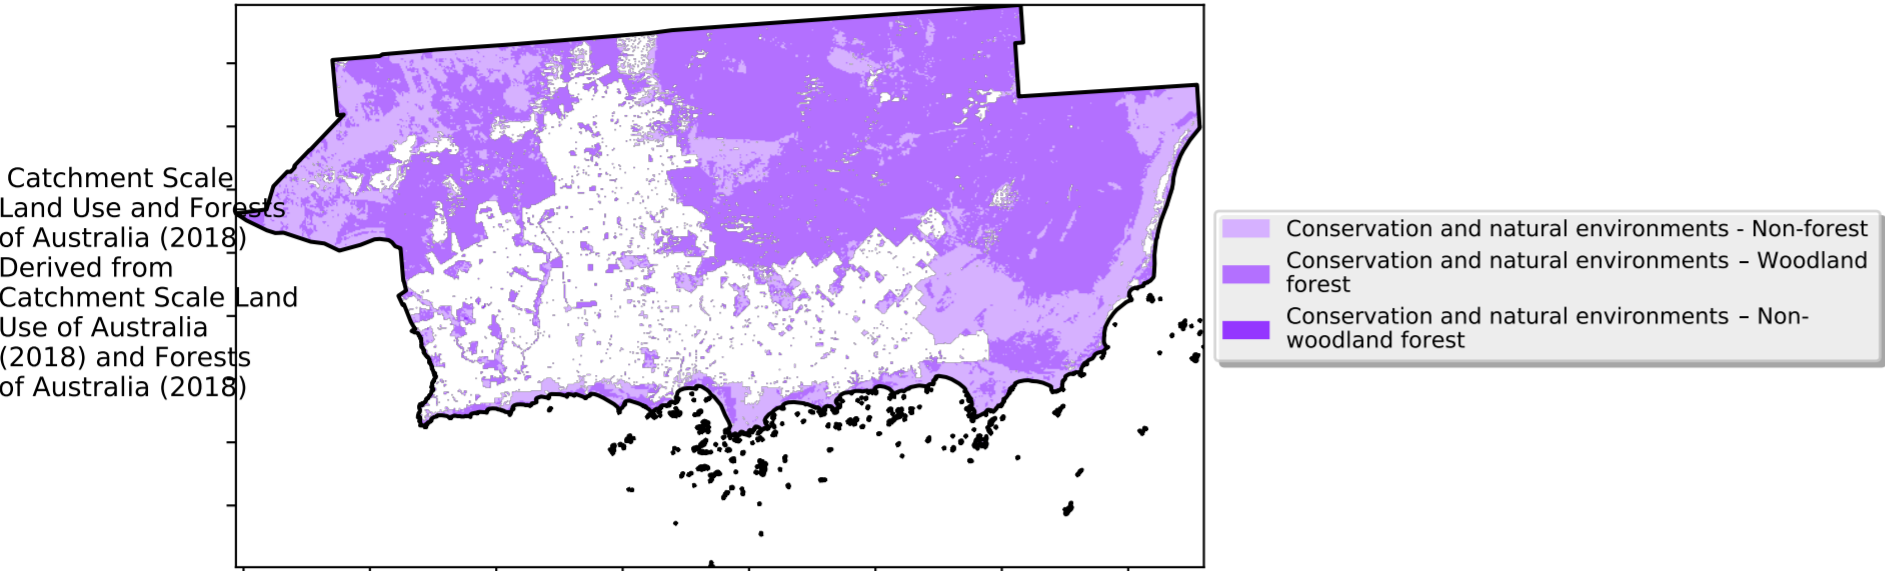 Catchment Scale
Land Use and Forests
of Australia (2018)
Derived from
Catchment Scale Land
Use of Australia
(2018) and Forests
of Australia (2018)
Conservation and natural environments - Non-forest
Conservation and natural environments – Woodland
forest
Conservation and natural environments – Non-
woodland forest